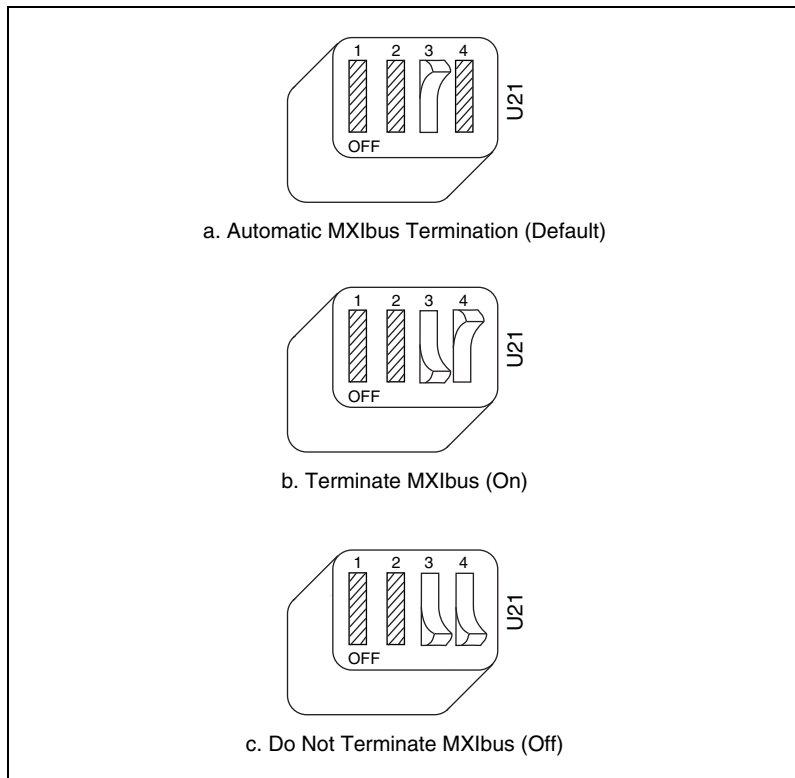 1 2 3 4
U21
OFF
a. Automatic MXIbus Termination (Default)
1 2 3 4
U21
OFF
b. Terminate MXIbus (On)
1 2 3 4
U21
OFF
c. Do Not Terminate MXIbus (Off)